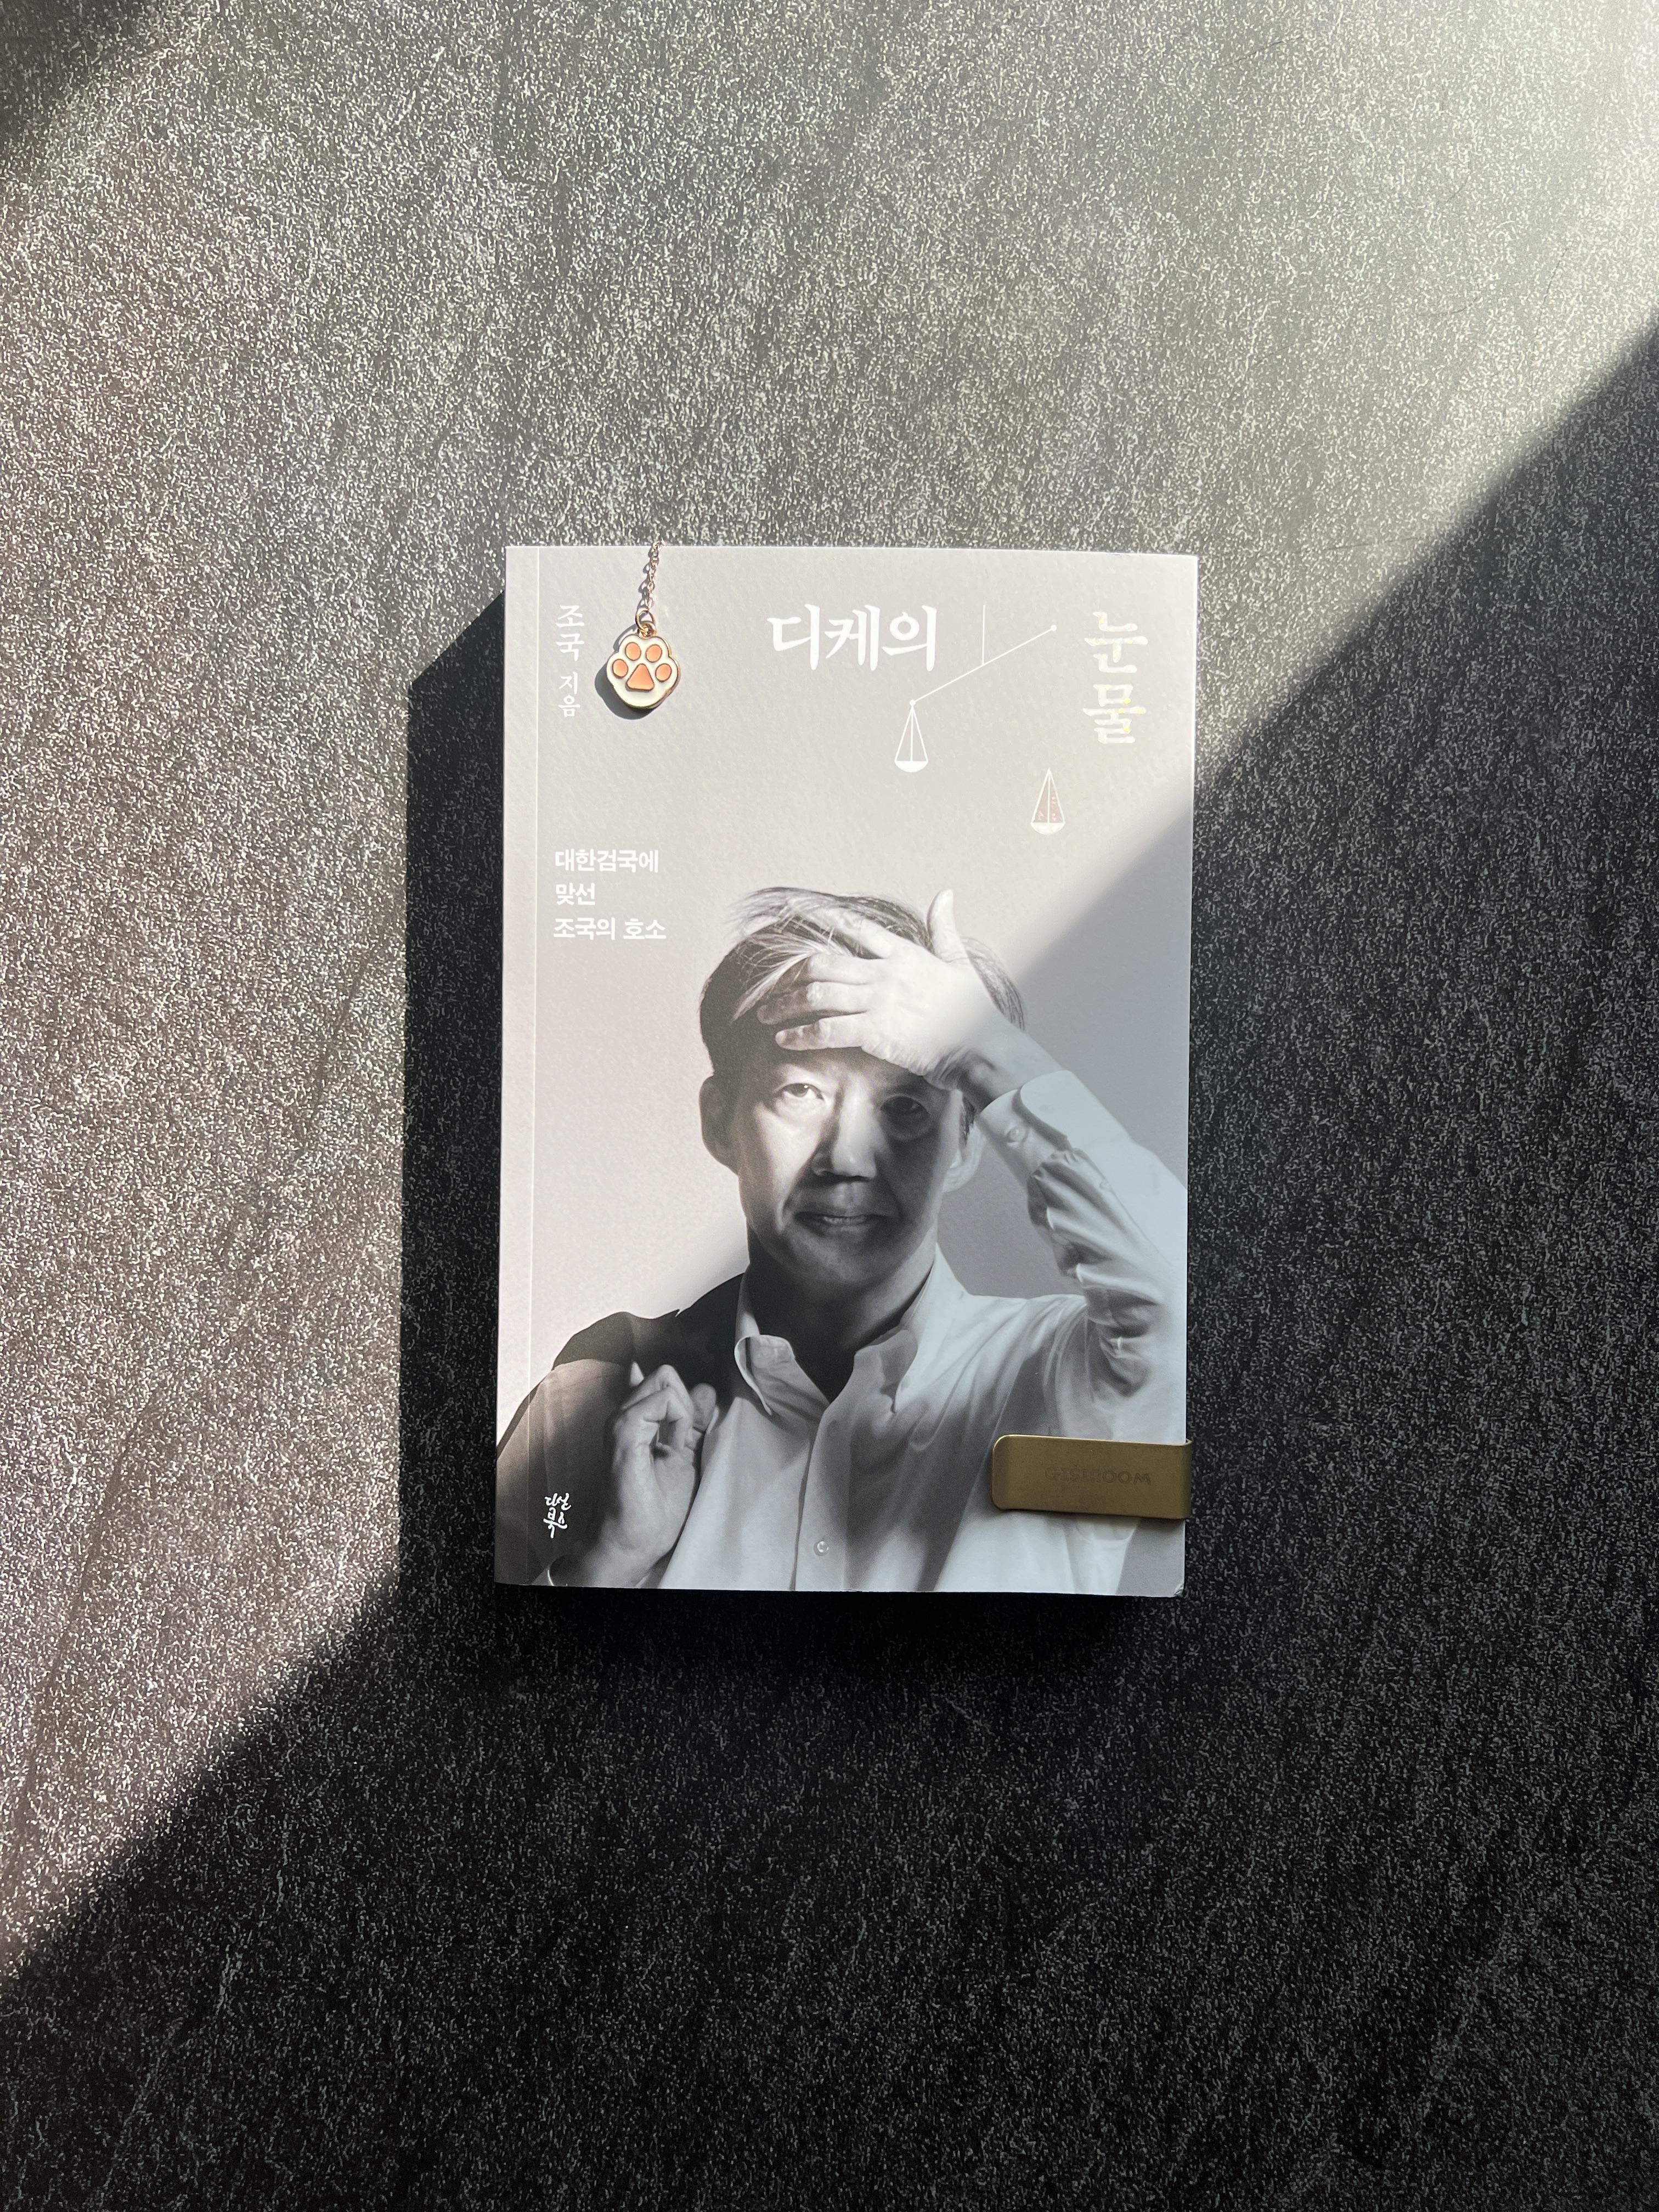 조국 지음
디케의
눈물
대한검국에
맞선
조국의 호소
다산
북스
GISIROOM